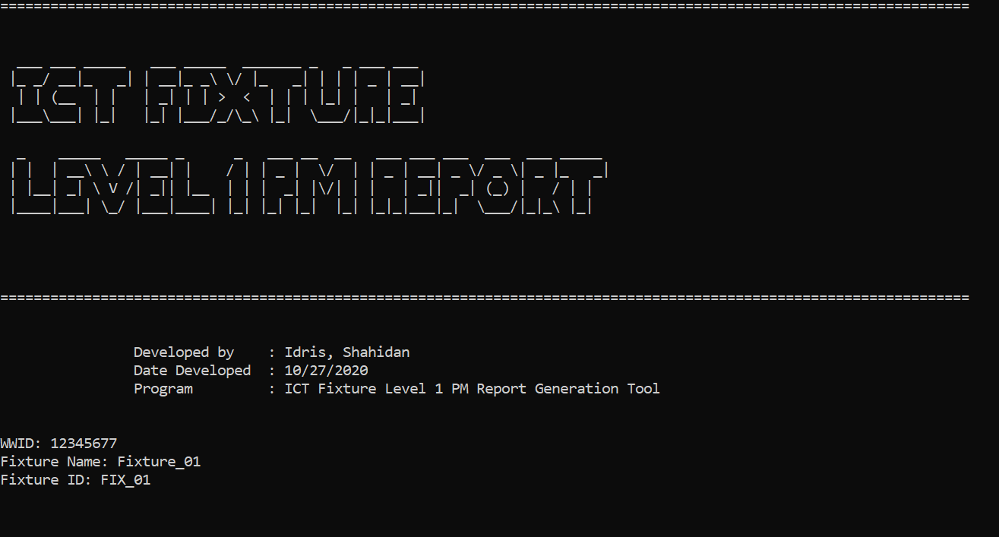 ====================================================================================================================
ICT FIXTURE
LEVEL 1 PM REPORT
====================================================================================================================
Developed by : Idris, Shahidan
Date Developed : 10/27/2020
Program : ICT Fixture Level 1 PM Report Generation Tool
WWID: 12345677
Fixture Name: Fixture_01
Fixture ID: FIX_01